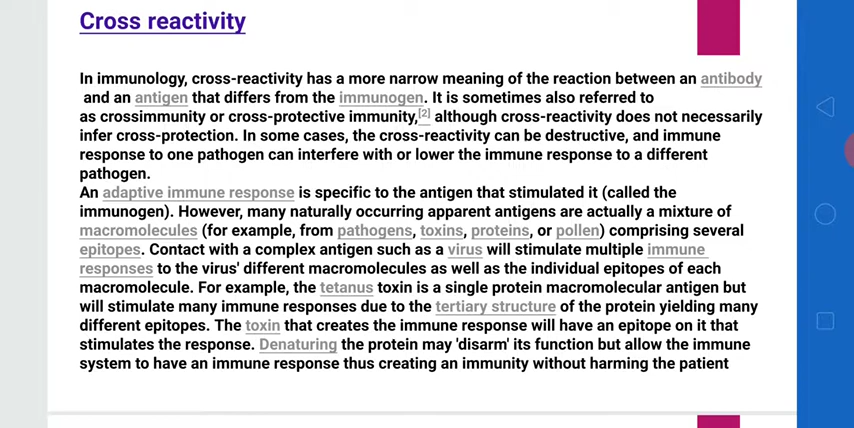 Cross reactivity
In immunology, cross-reactivity has a more narrow meaning of the reaction between an antibody
and an antigen that differs from the immunogen. It is sometimes also referred to
as crossimmunity or cross-protective immunity,[2] although cross-reactivity does not necessarily
infer cross-protection. In some cases, the cross-reactivity can be destructive, and immune
response to one pathogen can interfere with or lower the immune response to a different
pathogen.
An adaptive immune response is specific to the antigen that stimulated it (called the
immunogen). However, many naturally occurring apparent antigens are actually a mixture of
macromolecules (for example, from pathogens, toxins, proteins, or pollen) comprising several
epitopes. Contact with a complex antigen such as a virus will stimulate multiple immune
responses to the virus' different macromolecules as well as the individual epitopes of each
macromolecule. For example, the tetanus toxin is a single protein macromolecular antigen but
will stimulate many immune responses due to the tertiary structure of the protein yielding many
different epitopes. The toxin that creates the immune response will have an epitope on it that
stimulates the response. Denaturing the protein may 'disarm' its function but allow the immune
system to have an immune response thus creating an immunity without harming the patient